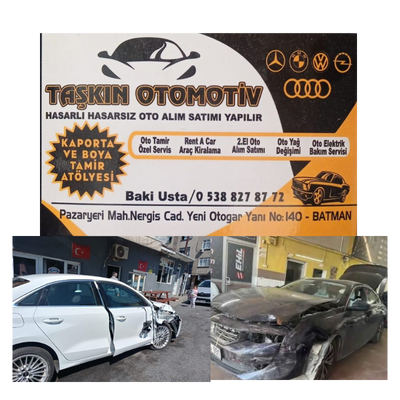 TAŞKIN OTOMOTİV
HASARLI HASARSIZ OTO ALIM SATIMI YAPILIR
KAPORTA
VE BOYA
TAMİR
ATÖLYESİ
Oto Tamir
Özel Servis
Rent A Car
Araç Kiralama
2.El Oto
Alım Satımı
Oto Yağ
Değişimi
Oto Elektrik
Bakım Servisi
Baki Usta/0 538 827 87 72
Pazaryeri Mah.Nergis Cad. Yeni Otogar Yanı No:140 - BATMAN